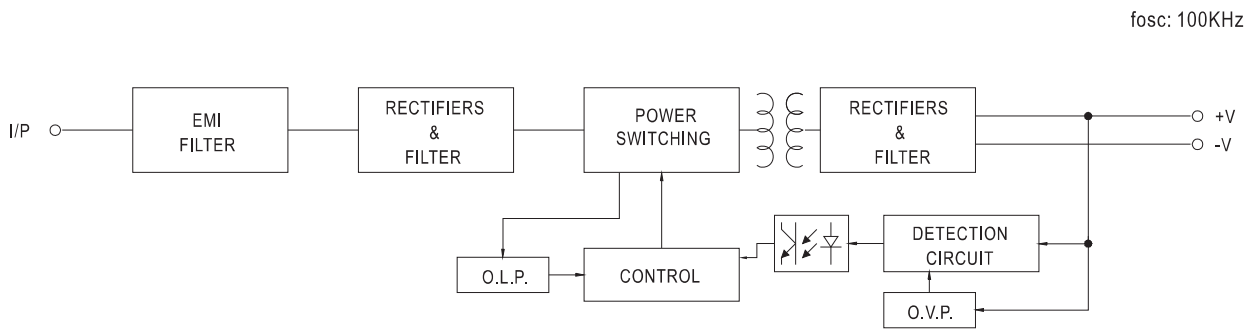 fosc: 100KHz
I/P
EMI
FILTER
RECTIFIERS
&
FILTER
POWER
SWITCHING
RECTIFIERS
&
FILTER
+V
-V
O.L.P.
CONTROL
DETECTION
CIRCUIT
O.V.P.